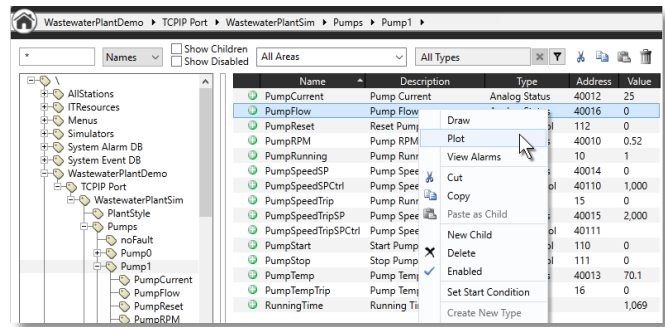 WastewaterPlantDemo TCPIP Port WastewaterPlantSim Pumps Pump1
* Names Show Children All Areas All Types
Show Disabled
\
AllStations
ITResources
Menus
Simulators
System Alarm DB
System Event DB
WastewaterPlantDemo
TCPIP Port
WastewaterPlantSim
PlantStyle
Pumps
noFault
Pump0
Pump1
PumpCurrent
PumpFlow
PumpReset
PumpRPM
Name Description Type Address Value
PumpCurrent Pump Current Analog Status 40012 25
PumpFlow Pump Flow 40016 0
PumpReset Reset Pump 112 0
PumpRPM Pump RPM 40010 0.52
PumpRunning Pump Runn 10 1
PumpSpeedSP Pump Spee 40014 0
PumpSpeedSPCtrl Pump Spee ol 40110 1,000
PumpSpeedTrip Pump Runn 15 0
PumpSpeedTripSP Pump Spee 40015 2,000
PumpSpeedTripSPCtrl Pump Spee ol 40111
PumpStart Start Pump ol 110 0
PumpStop Stop Pump ol 111 0
PumpTemp Pump Temp 40013 70.1
PumpTempTrip Pump Temp 16 0
RunningTime Running Ti 1,069
Draw
Plot
View Alarms
Cut
Copy
Paste as Child
New Child
Delete
Enabled
Set Start Condition
Create New Type